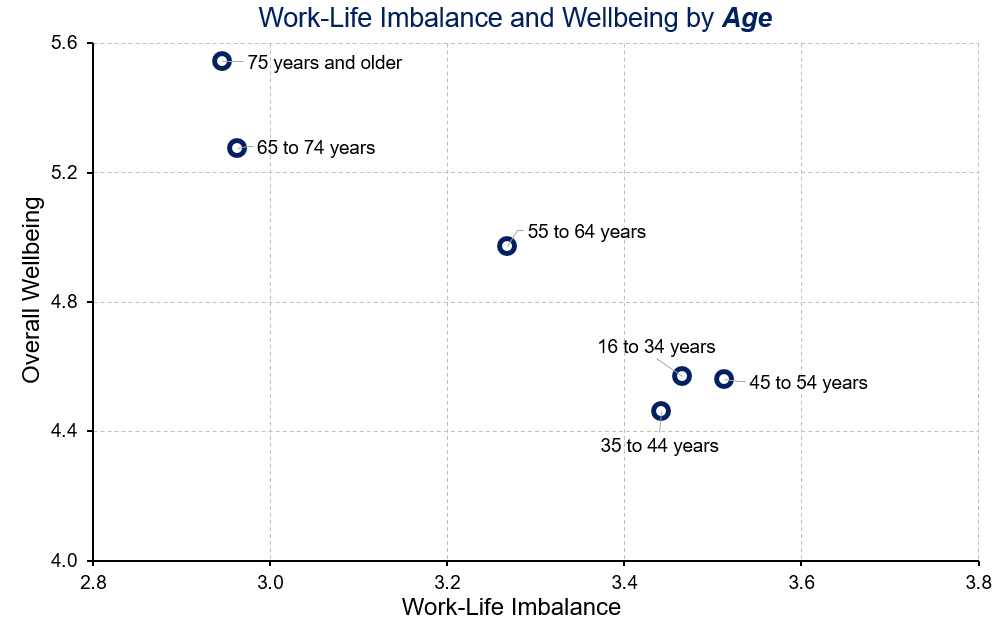 Work-Life Imbalance and Wellbeing by Age
5.6
75 years and older
65 to 74 years
5.2
55 to 64 years
4.8
Overall Wellbeing
16 to 34 years
45 to 54 years
4.4
35 to 44 years
4.0
2.8 3.0 3.2 3.4 3.6 3.8
Work-Life Imbalance